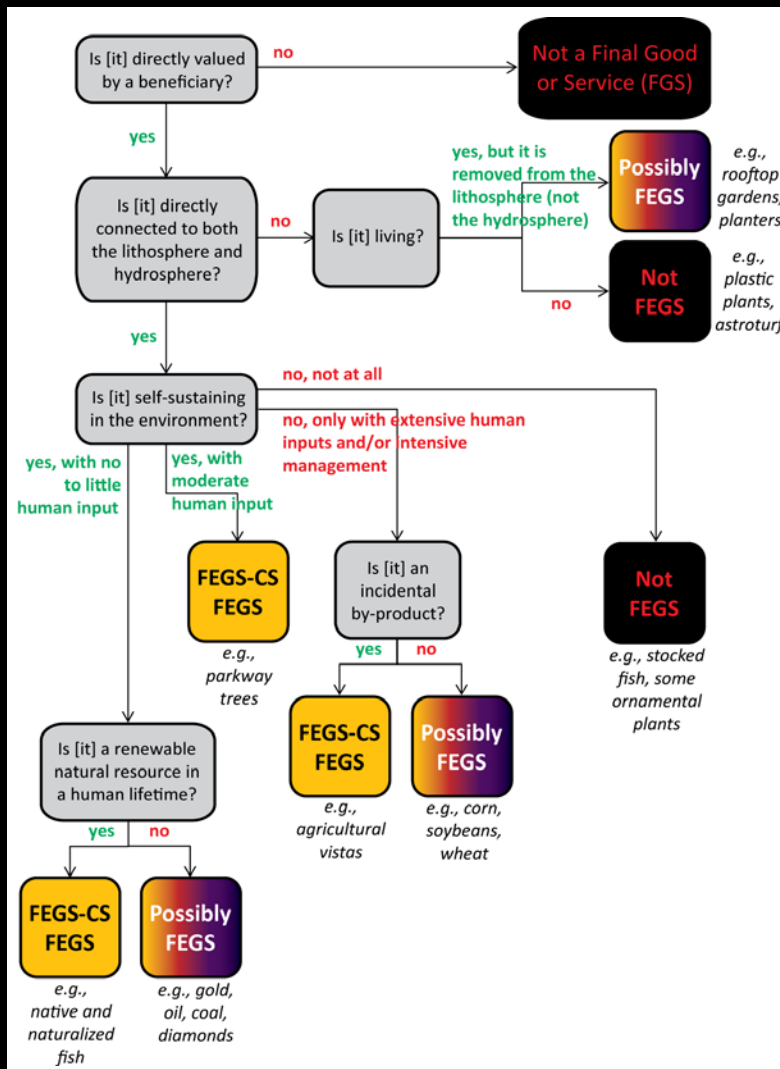 Is [it] directly valued
by a beneficiary?
no
Not a Final Good
or Service (FGS)
yes
yes, but it is
removed from the
lithosphere (not
the hydrosphere)
Possibly
FEGS
e.g.,
rooftop
gardens,
planters
Is [it] directly
connected to both
the lithosphere and
hydrosphere?
no
Is [it] living?
no
Not
FEGS
e.g.,
plastic
plants,
astroturf
yes
Is [it] self-sustaining
in the environment?
no, not at all
no, only with extensive human
inputs and/or intensive
management
yes, with no
to little
human input
yes, with
moderate
human input
FEGS-CS
FEGS
e.g.,
parkway
trees
Is [it] an
incidental
by-product?
Not
FEGS
e.g., stocked
fish, some
ornamental
plants
yes
no
FEGS-CS
FEGS
e.g.,
agricultural
vistas
Possibly
FEGS
e.g., corn,
soybeans,
wheat
Is [it] a renewable
natural resource in
a human lifetime?
yes
no
FEGS-CS
FEGS
e.g.,
native and
naturalized
fish
Possibly
FEGS
e.g., gold,
oil, coal,
diamonds